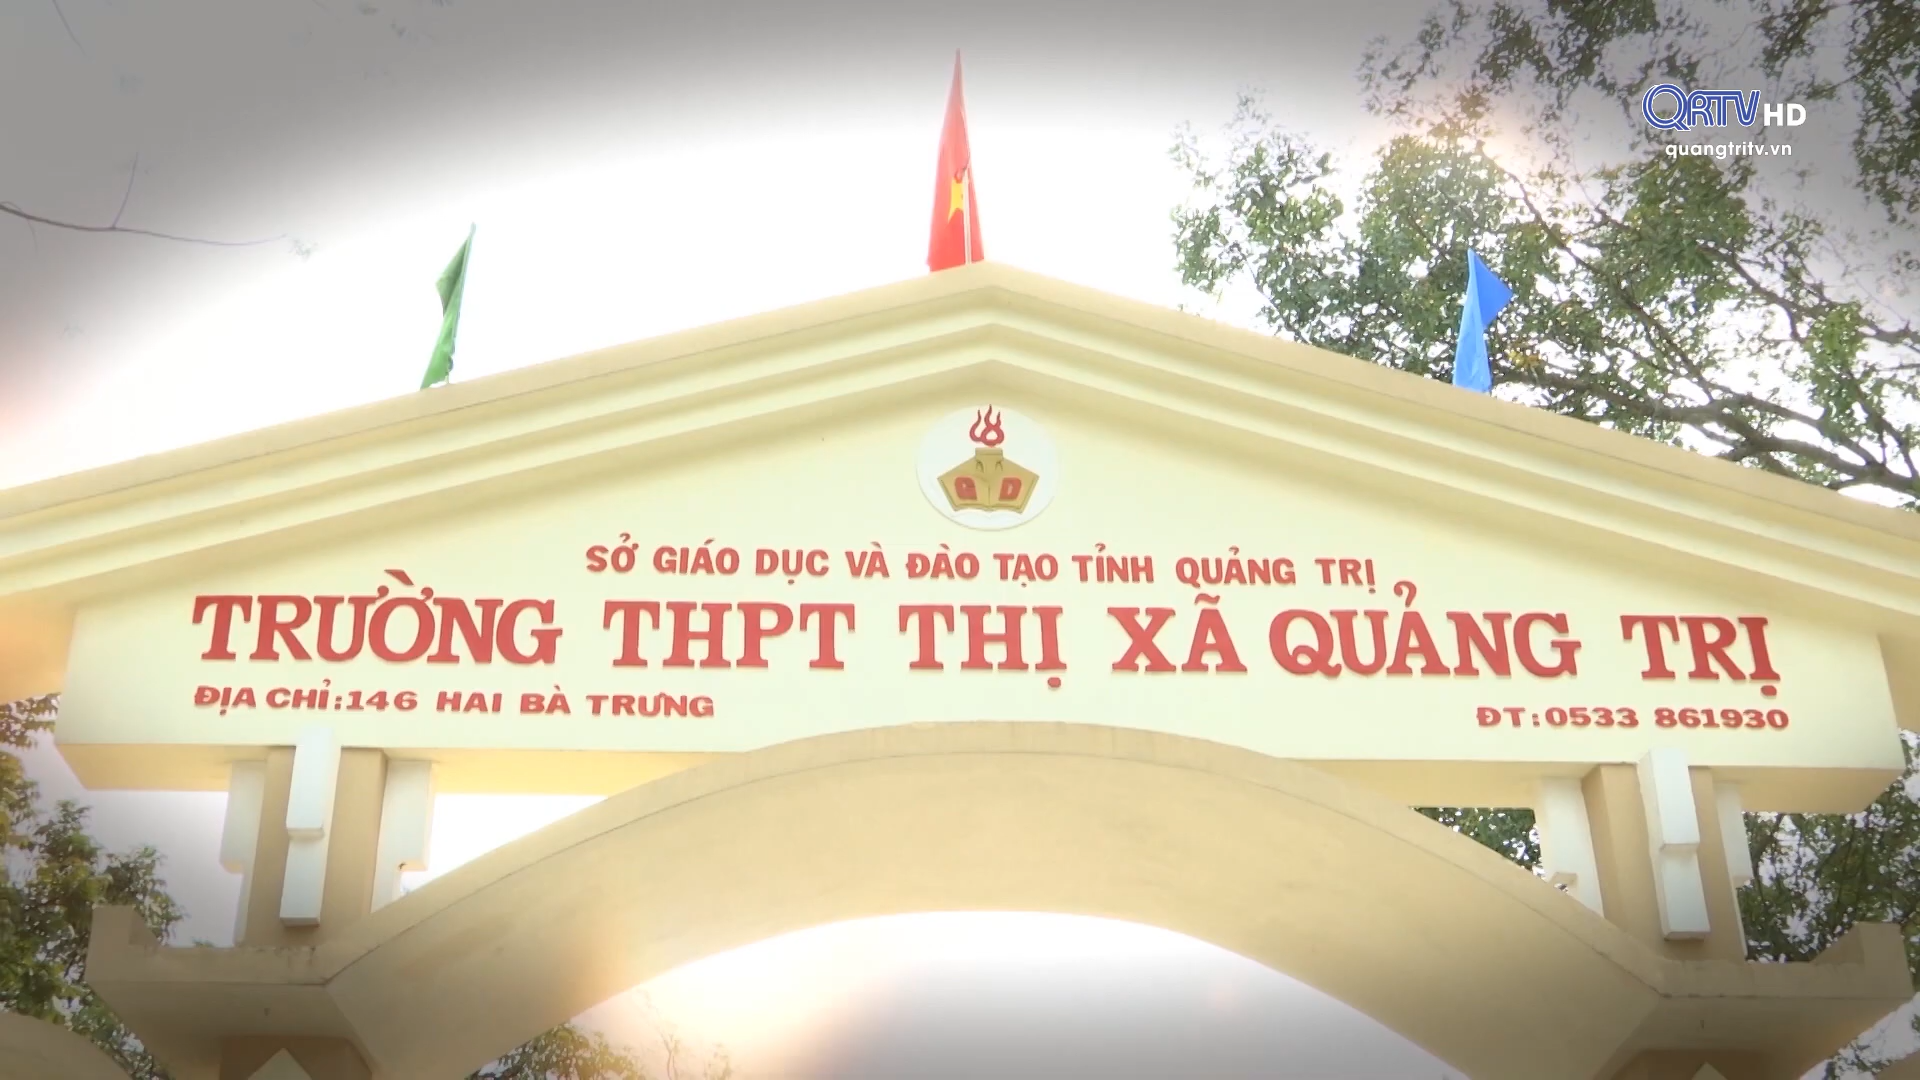 QRTV HD
quangtritv.vn
GD
SỞ GIÁO DỤC VÀ ĐÀO TẠO TỈNH QUẢNG TRỊ
TRƯỜNG THPT THỊ XÃ QUẢNG TRỊ
ĐỊA CHỈ:146 HAI BÀ TRƯNG
ĐT:0533 861930